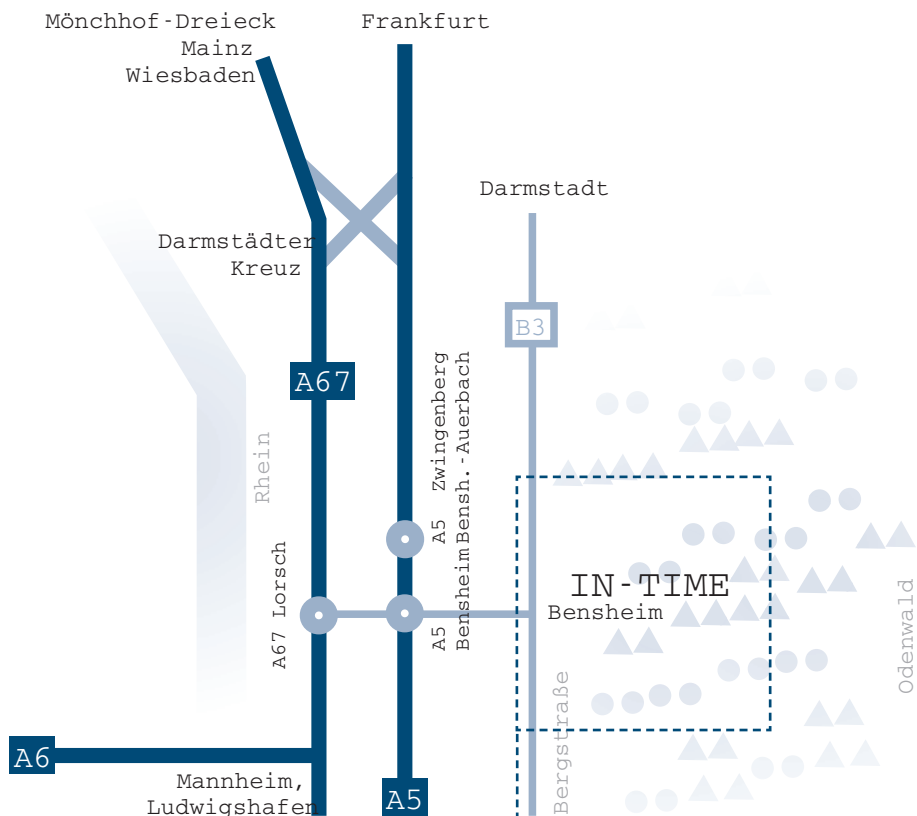 Mönchhof-Dreieck
Mainz
Wiesbaden
Frankfurt
Darmstadt
Darmstädter
Kreuz
B3
A67
Rhein
A5 Zwingenberg
Bensh.-Auerbach
A67 Lorsch
A5
Bensheim
IN-TIME
Bensheim
Odenwald
Bergstraße
A6
Mannheim,
Ludwigshafen
A5